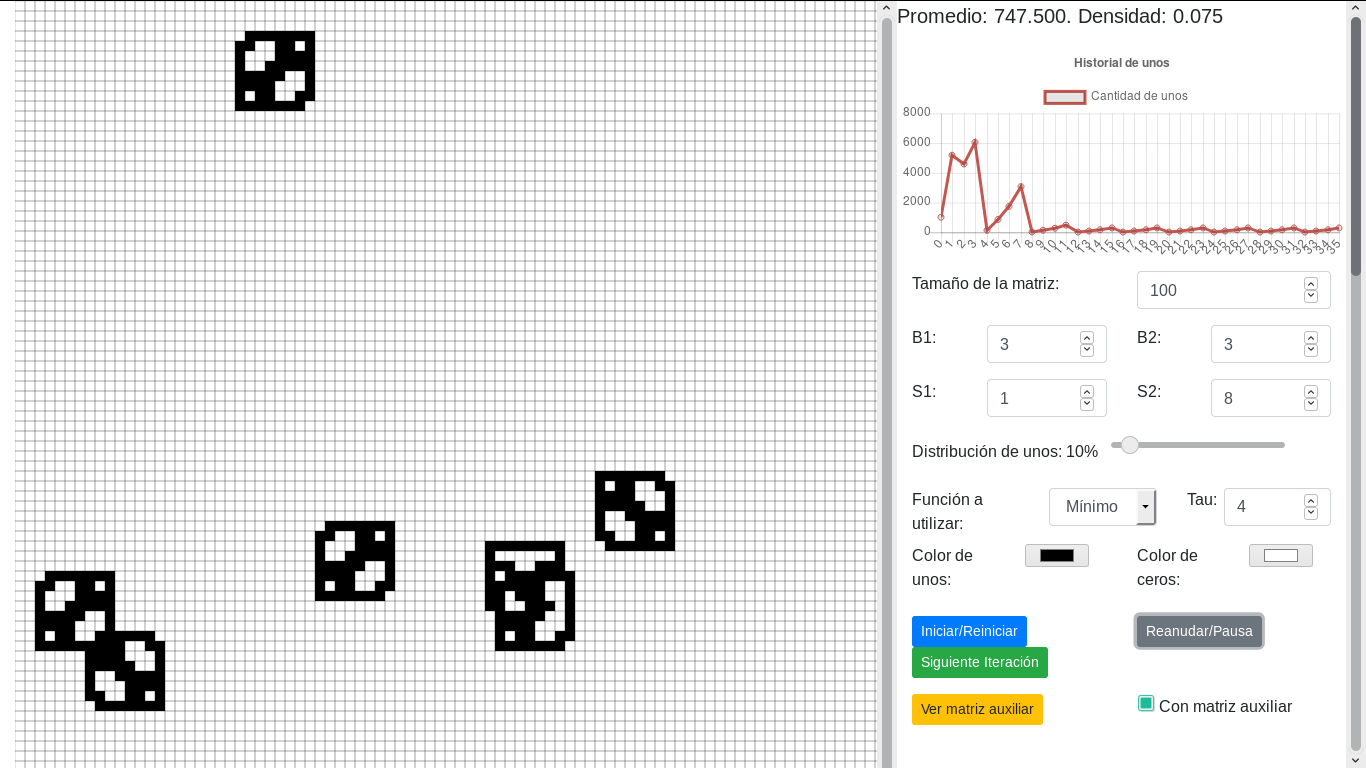 Promedio: 747.500. Densidad: 0.075
Historial de unos
Cantidad de unos
8000
6000
4000
2000
0
0 1 2 3 4 5 6 7 8 9 10 11 12 13 14 15 16 17 18 19 20 21 22 23 24 25 26 27 28 29 30 31 32 33 34 35
Tamaño de la matriz: 100
B1: 3 B2: 3
S1: 1 S2: 8
Distribución de unos: 10%
Función a utilizar: Mínimo Tau: 4
Color de unos: Color de ceros:
Iniciar/Reiniciar Reanudar/Pausa
Siguiente Iteración
Ver matriz auxiliar Con matriz auxiliar